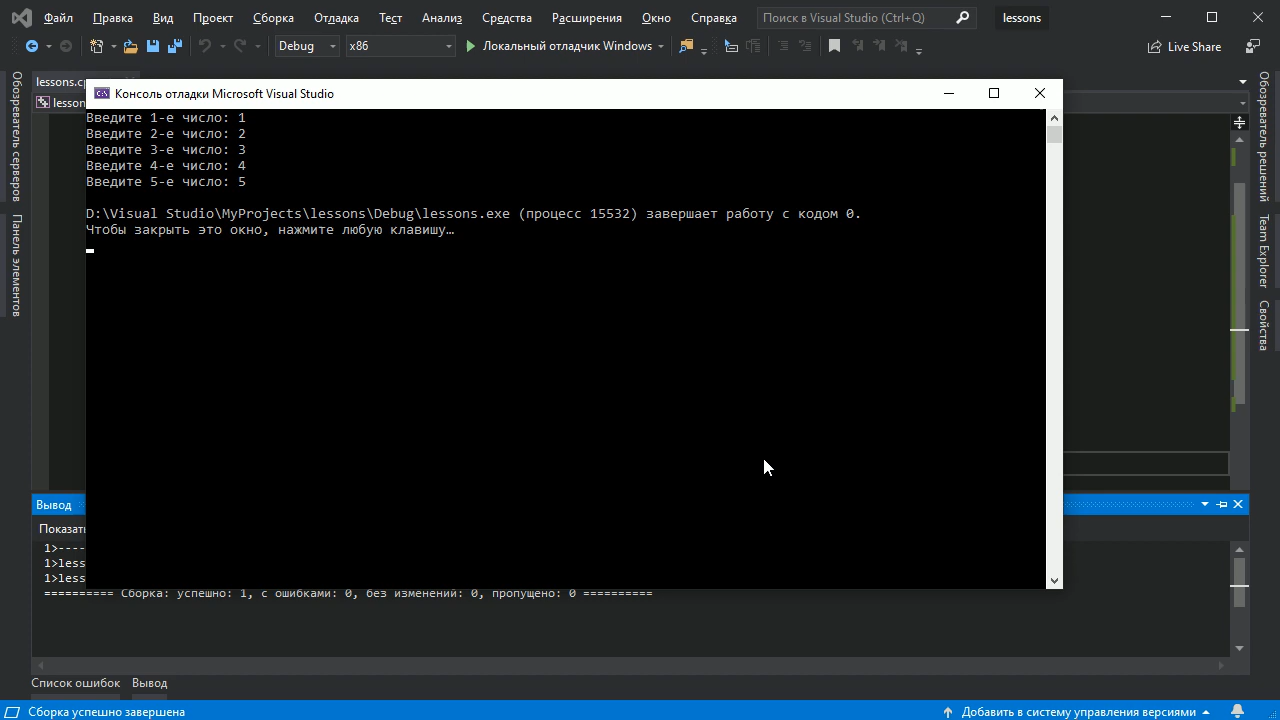 Файл Правка Вид Проект Сборка Отладка Тест Анализ Средства Расширения Окно Справка Поиск в Visual Studio (Ctrl+Q) lessons
Debug x86 Локальный отладчик Windows Live Share
Обозреватель серверов
Панель элементов
Консоль отладки Microsoft Visual Studio
Введите 1-е число: 1
Введите 2-е число: 2
Введите 3-е число: 3
Введите 4-е число: 4
Введите 5-е число: 5
D:\Visual Studio\MyProjects\lessons\Debug\lessons.exe (процесс 15532) завершает работу с кодом 0.
Чтобы закрыть это окно, нажмите любую клавишу…
Обозреватель решений
Team Explorer
Свойства
Вывод
1>----
1>less
1>less
========== Сборка: успешно: 1, с ошибками: 0, без изменений: 0, пропущено: 0 ==========
Список ошибок Вывод
Сборка успешно завершена Добавить в систему управления версиями